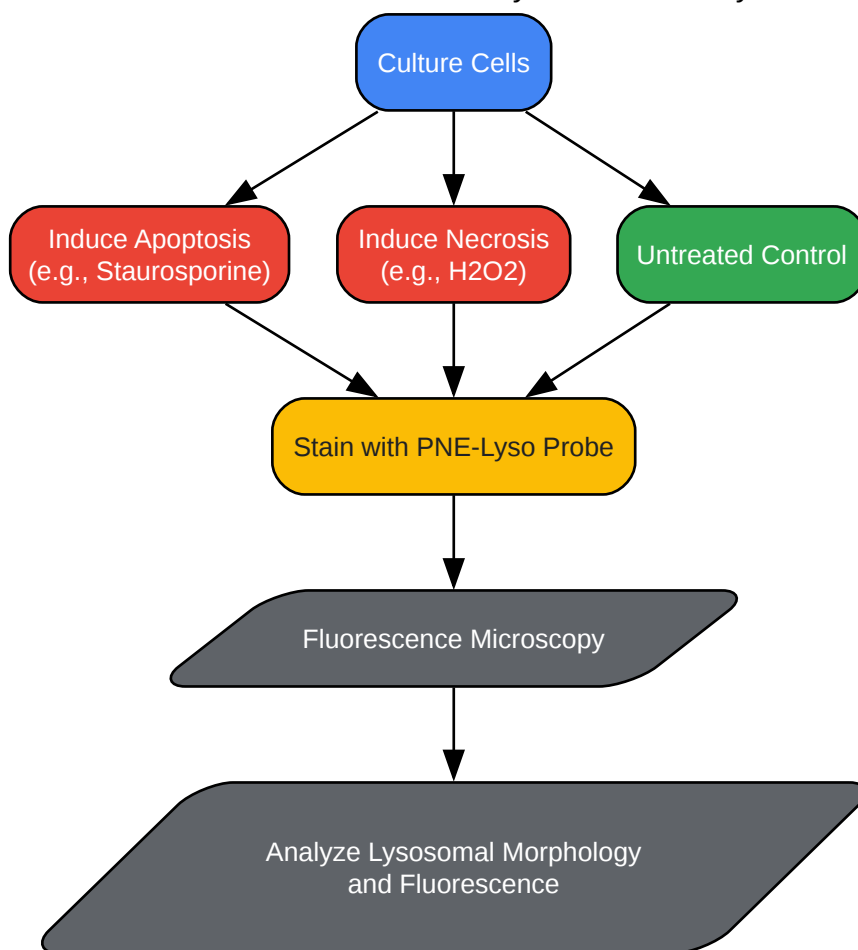 Culture Cells
Induce Apoptosis
(e.g., Staurosporine)
Induce Necrosis
(e.g., H2O2)
Untreated Control
Stain with PNE-Lyso Probe
Fluorescence Microscopy
Analyze Lysosomal Morphology
and Fluorescence